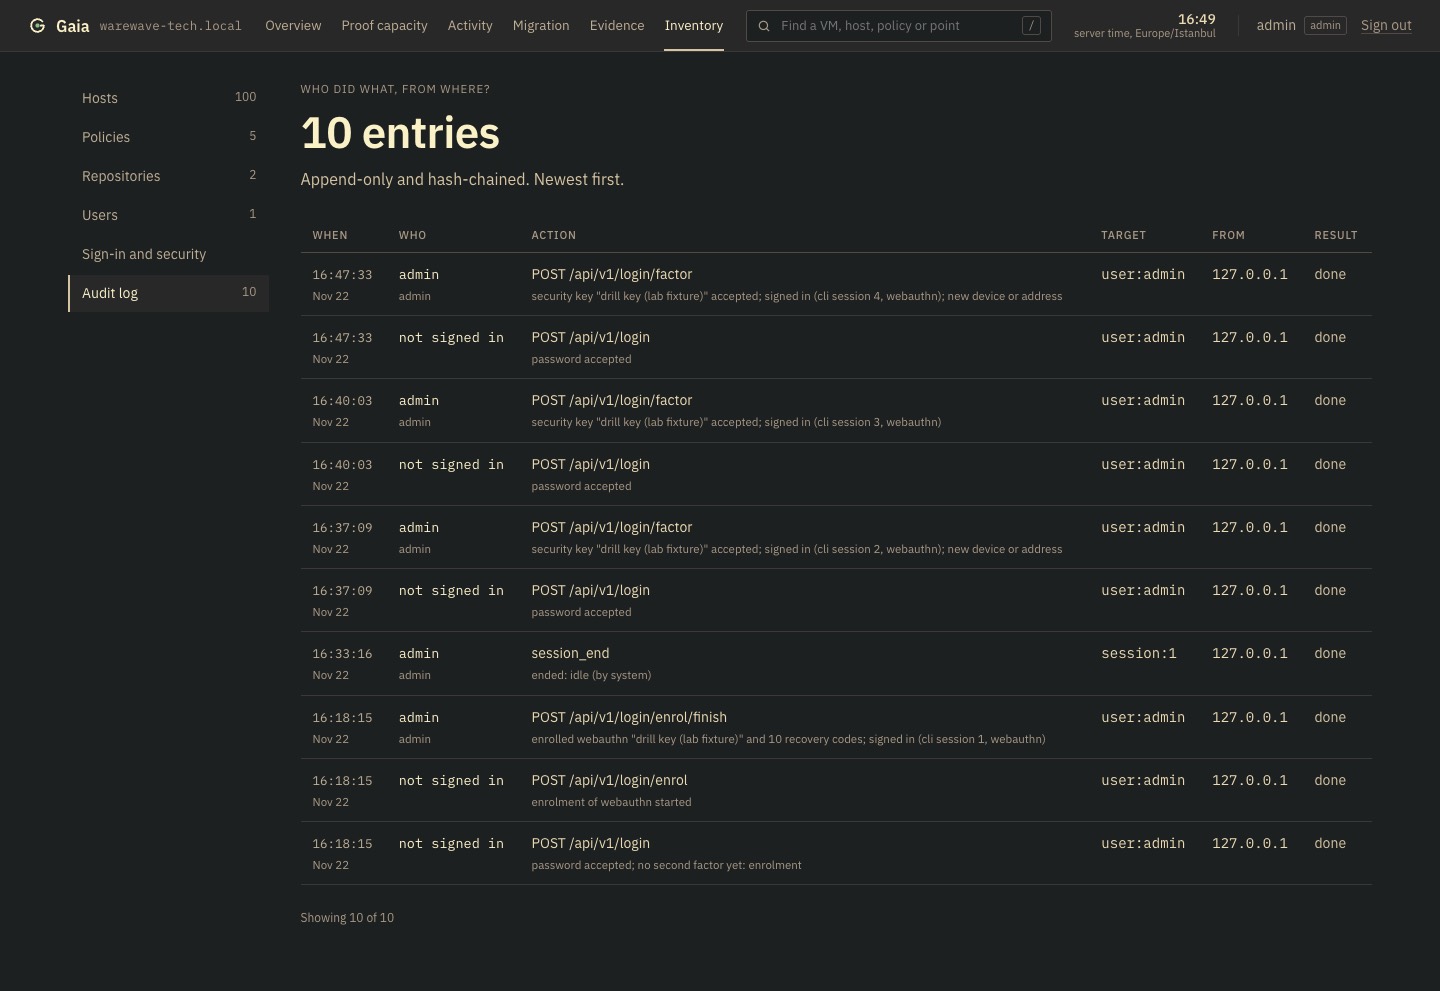 Gaia warewave-tech.local Overview Proof capacity Activity Migration Evidence Inventory Find a VM, host, policy or point / 16:49 admin admin Sign out
server time, Europe/Istanbul
Hosts 100
Policies 5
Repositories 2
Users 1
Sign-in and security
Audit log 10
WHO DID WHAT, FROM WHERE?
10 entries
Append-only and hash-chained. Newest first.
WHEN WHO ACTION TARGET FROM RESULT
16:47:33 admin POST /api/v1/login/factor user:admin 127.0.0.1 done
Nov 22 admin security key "drill key (lab fixture)" accepted; signed in (cli session 4, webauthn); new device or address
16:47:33 not signed in POST /api/v1/login user:admin 127.0.0.1 done
Nov 22 password accepted
16:40:03 admin POST /api/v1/login/factor user:admin 127.0.0.1 done
Nov 22 admin security key "drill key (lab fixture)" accepted; signed in (cli session 3, webauthn)
16:40:03 not signed in POST /api/v1/login user:admin 127.0.0.1 done
Nov 22 password accepted
16:37:09 admin POST /api/v1/login/factor user:admin 127.0.0.1 done
Nov 22 admin security key "drill key (lab fixture)" accepted; signed in (cli session 2, webauthn); new device or address
16:37:09 not signed in POST /api/v1/login user:admin 127.0.0.1 done
Nov 22 password accepted
16:33:16 admin session_end session:1 127.0.0.1 done
Nov 22 admin ended: idle (by system)
16:18:15 admin POST /api/v1/login/enrol/finish user:admin 127.0.0.1 done
Nov 22 admin enrolled webauthn "drill key (lab fixture)" and 10 recovery codes; signed in (cli session 1, webauthn)
16:18:15 not signed in POST /api/v1/login/enrol user:admin 127.0.0.1 done
Nov 22 enrolment of webauthn started
16:18:15 not signed in POST /api/v1/login user:admin 127.0.0.1 done
Nov 22 password accepted; no second factor yet: enrolment
Showing 10 of 10